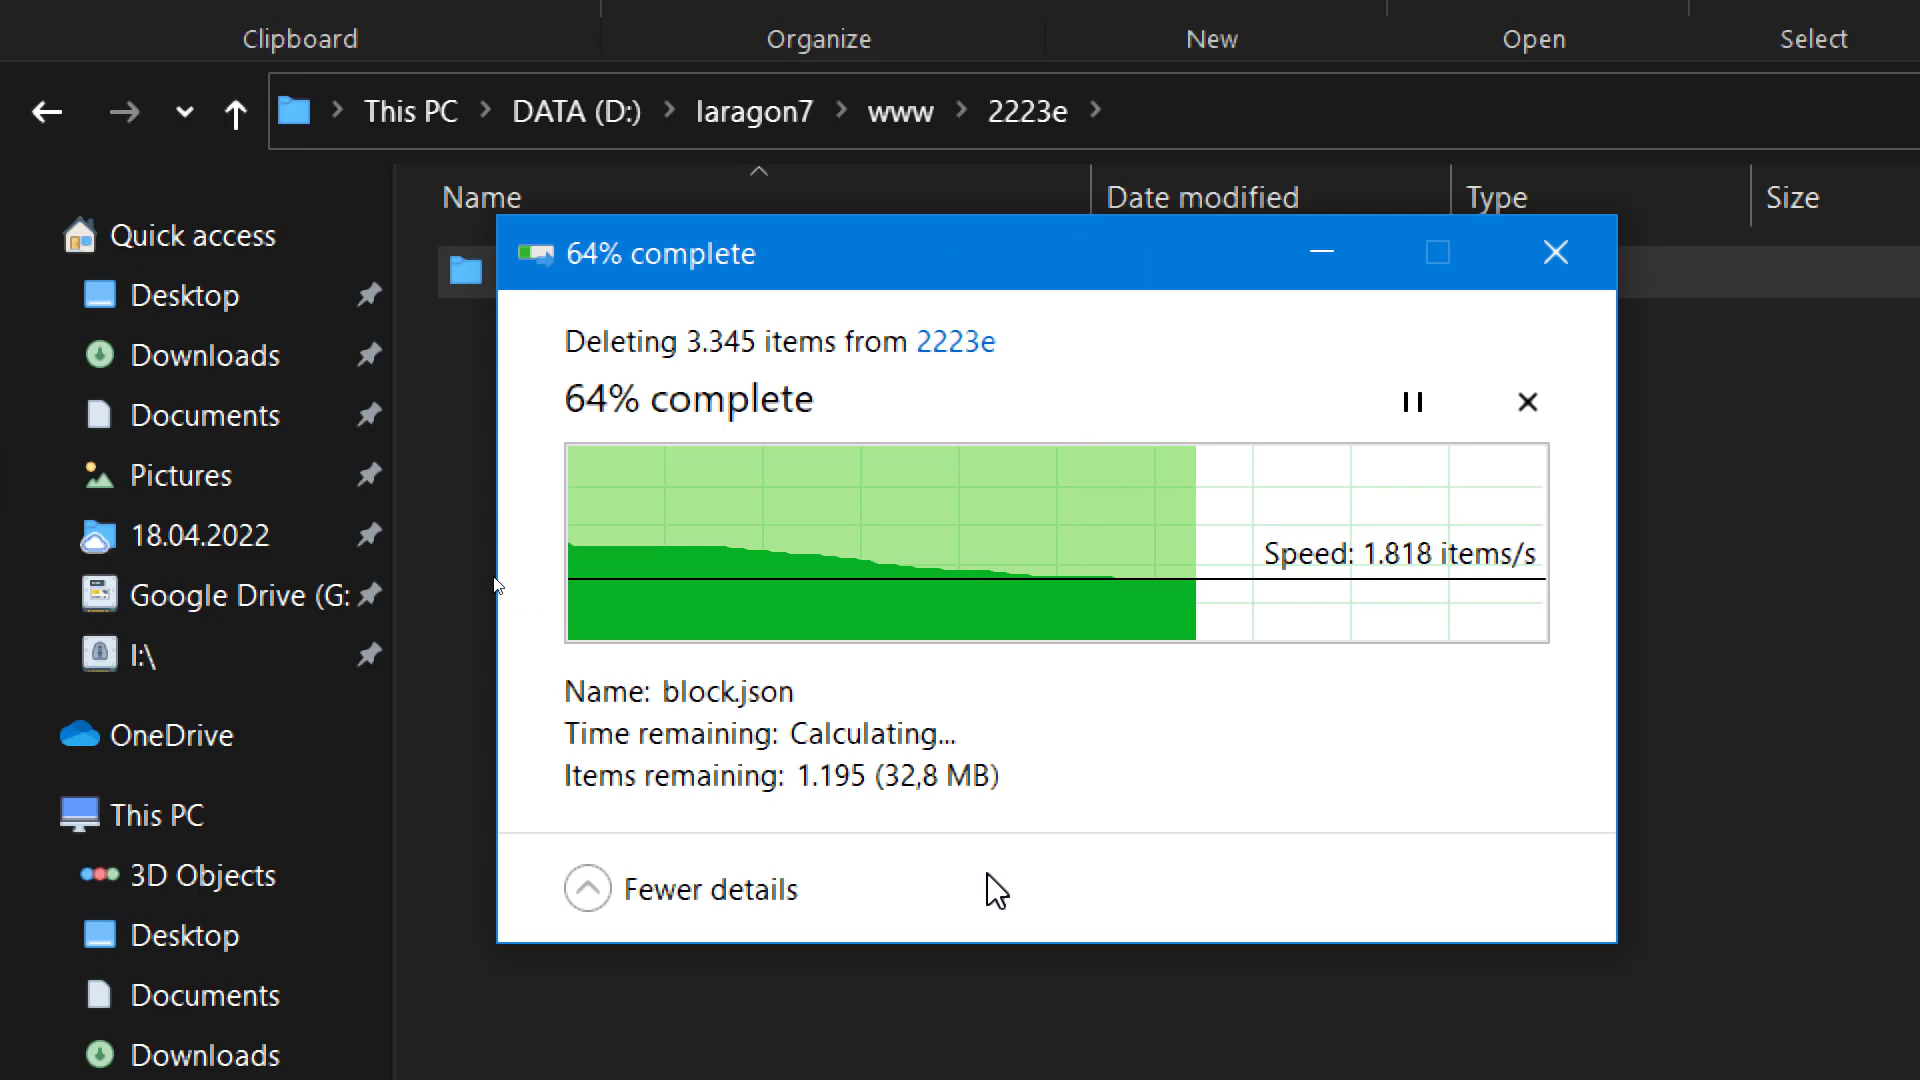 Clipboard
Organize
New
Open
Select
This PC
DATA (D:)
laragon7
www
2223e
Name
Date modified
Type
Size
Quick access
Desktop
Downloads
Documents
Pictures
18.04.2022
Google Drive (G:
I:\
OneDrive
This PC
3D Objects
Desktop
Documents
Downloads
64% complete
Deleting 3.345 items from 2223e
64% complete
Speed: 1.818 items/s
Name: block.json
Time remaining: Calculating...
Items remaining: 1.195 (32,8 MB)
Fewer details